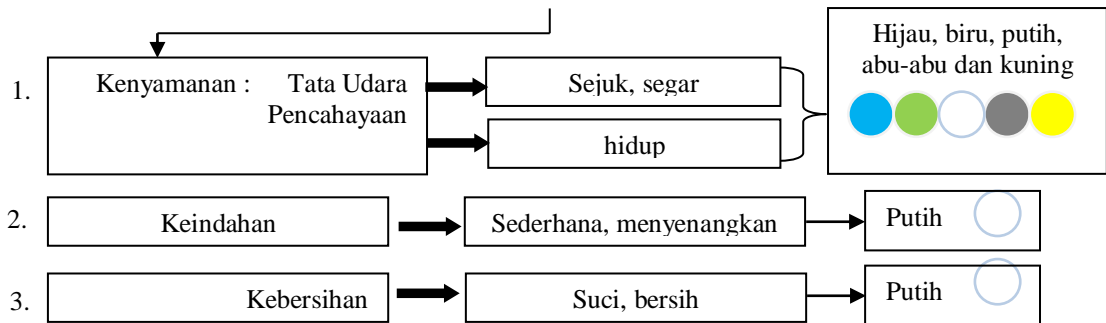 1.
Kenyamanan : Tata Udara
Pencahayaan
Sejuk, segar
hidup
Hijau, biru, putih,
abu-abu dan kuning
2.
Keindahan
Sederhana, menyenangkan
Putih
3.
Kebersihan
Suci, bersih
Putih